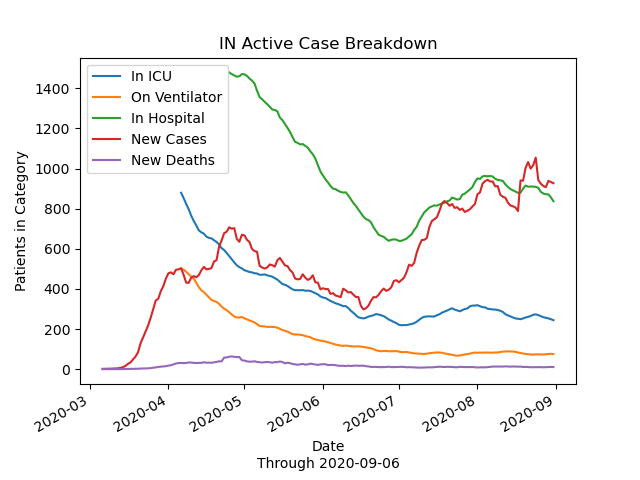 IN Active Case Breakdown
In ICU
On Ventilator
In Hospital
New Cases
New Deaths
Patients in Category
1400
1200
1000
800
600
400
200
0
2020-03
2020-04
2020-05
2020-06
2020-07
2020-08
2020-09
Date
Through 2020-09-06